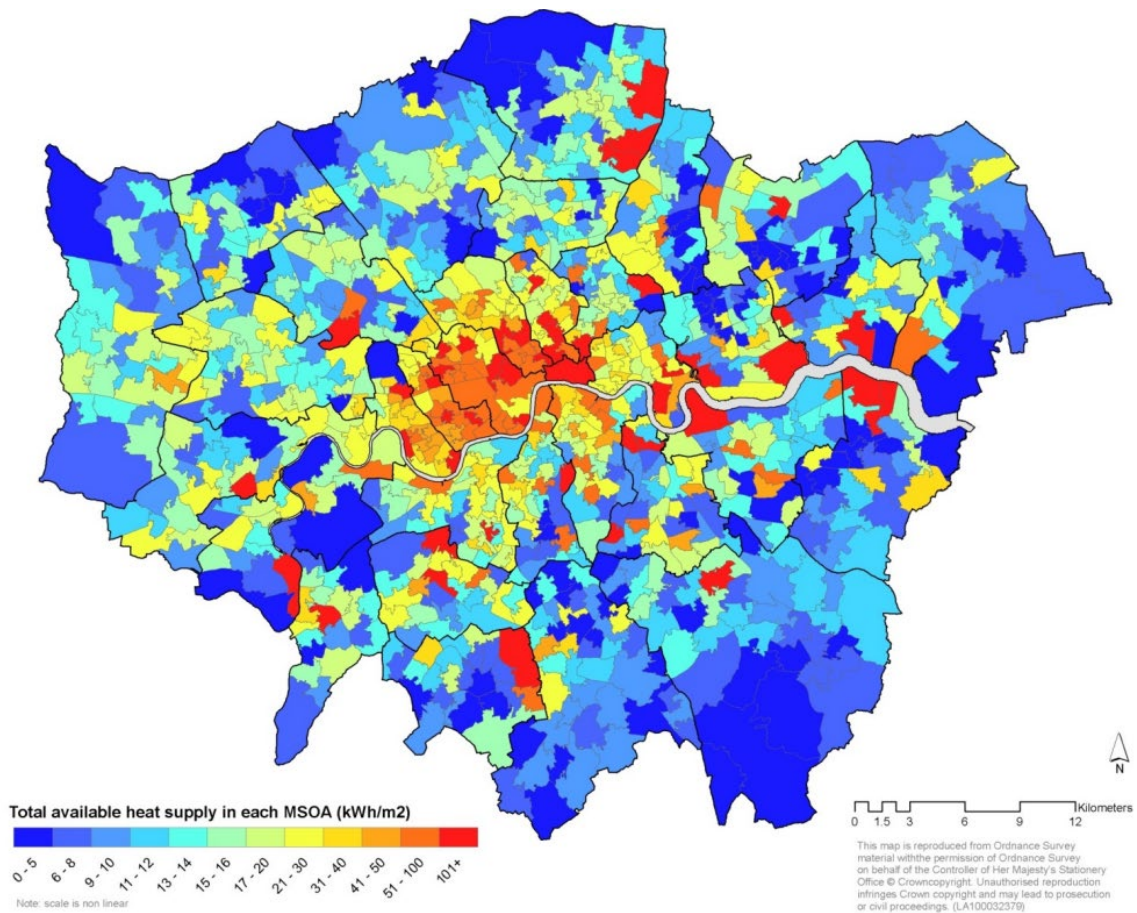 Total available heat supply in each MSOA (kWh/m2)
0 - 5
6 - 8
9 - 10
11 - 12
13 - 14
15 - 16
17 - 20
21 - 30
31 - 40
41 - 50
51 - 100
101+
Note: scale is non linear
N
Kilometers
0 1.5 3 6 9 12
This map is reproduced from Ordnance Survey
material withthe permission of Ordnance Survey
on behalf of the Controller of Her Majesty's Stationery
Office © Crowncopyright. Unauthorised reproduction
infringes Crown copyright and may lead to prosecution
or civil proceedings. (LA100032379)